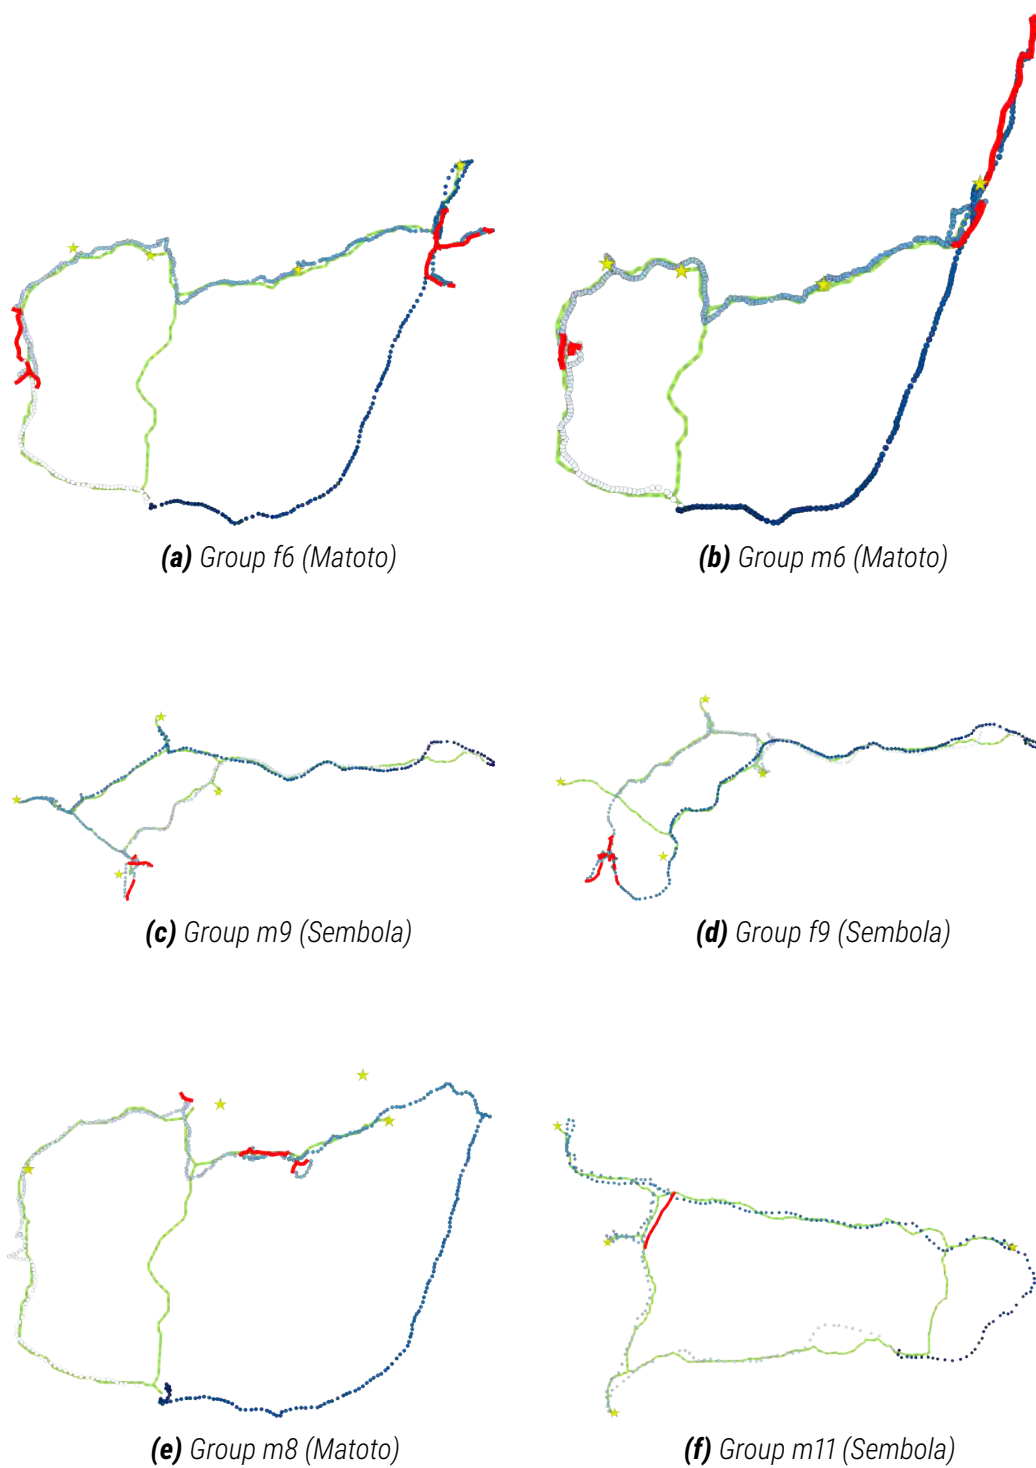 (a) Group f6 (Matoto)
(b) Group m6 (Matoto)
(c) Group m9 (Sembola)
(d) Group f9 (Sembola)
(e) Group m8 (Matoto)
(f) Group m11 (Sembola)